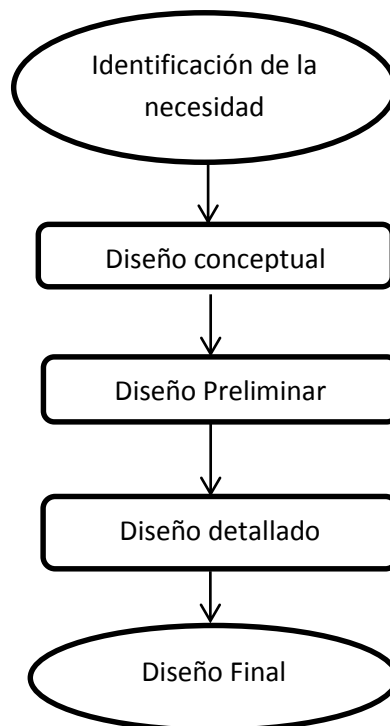 Identificación de la
necesidad
Diseño conceptual
Diseño Preliminar
Diseño detallado
Diseño Final